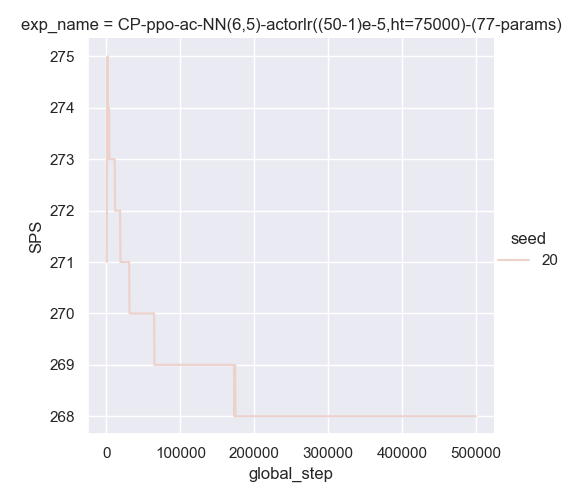 exp_name = CP-ppo-ac-NN(6,5)-actorlr((50-1)e-5,ht=75000)-(77-params)
275
274
273
272
271
270
269
268
SPS
0 100000 200000 300000 400000 500000
global_step
seed
20